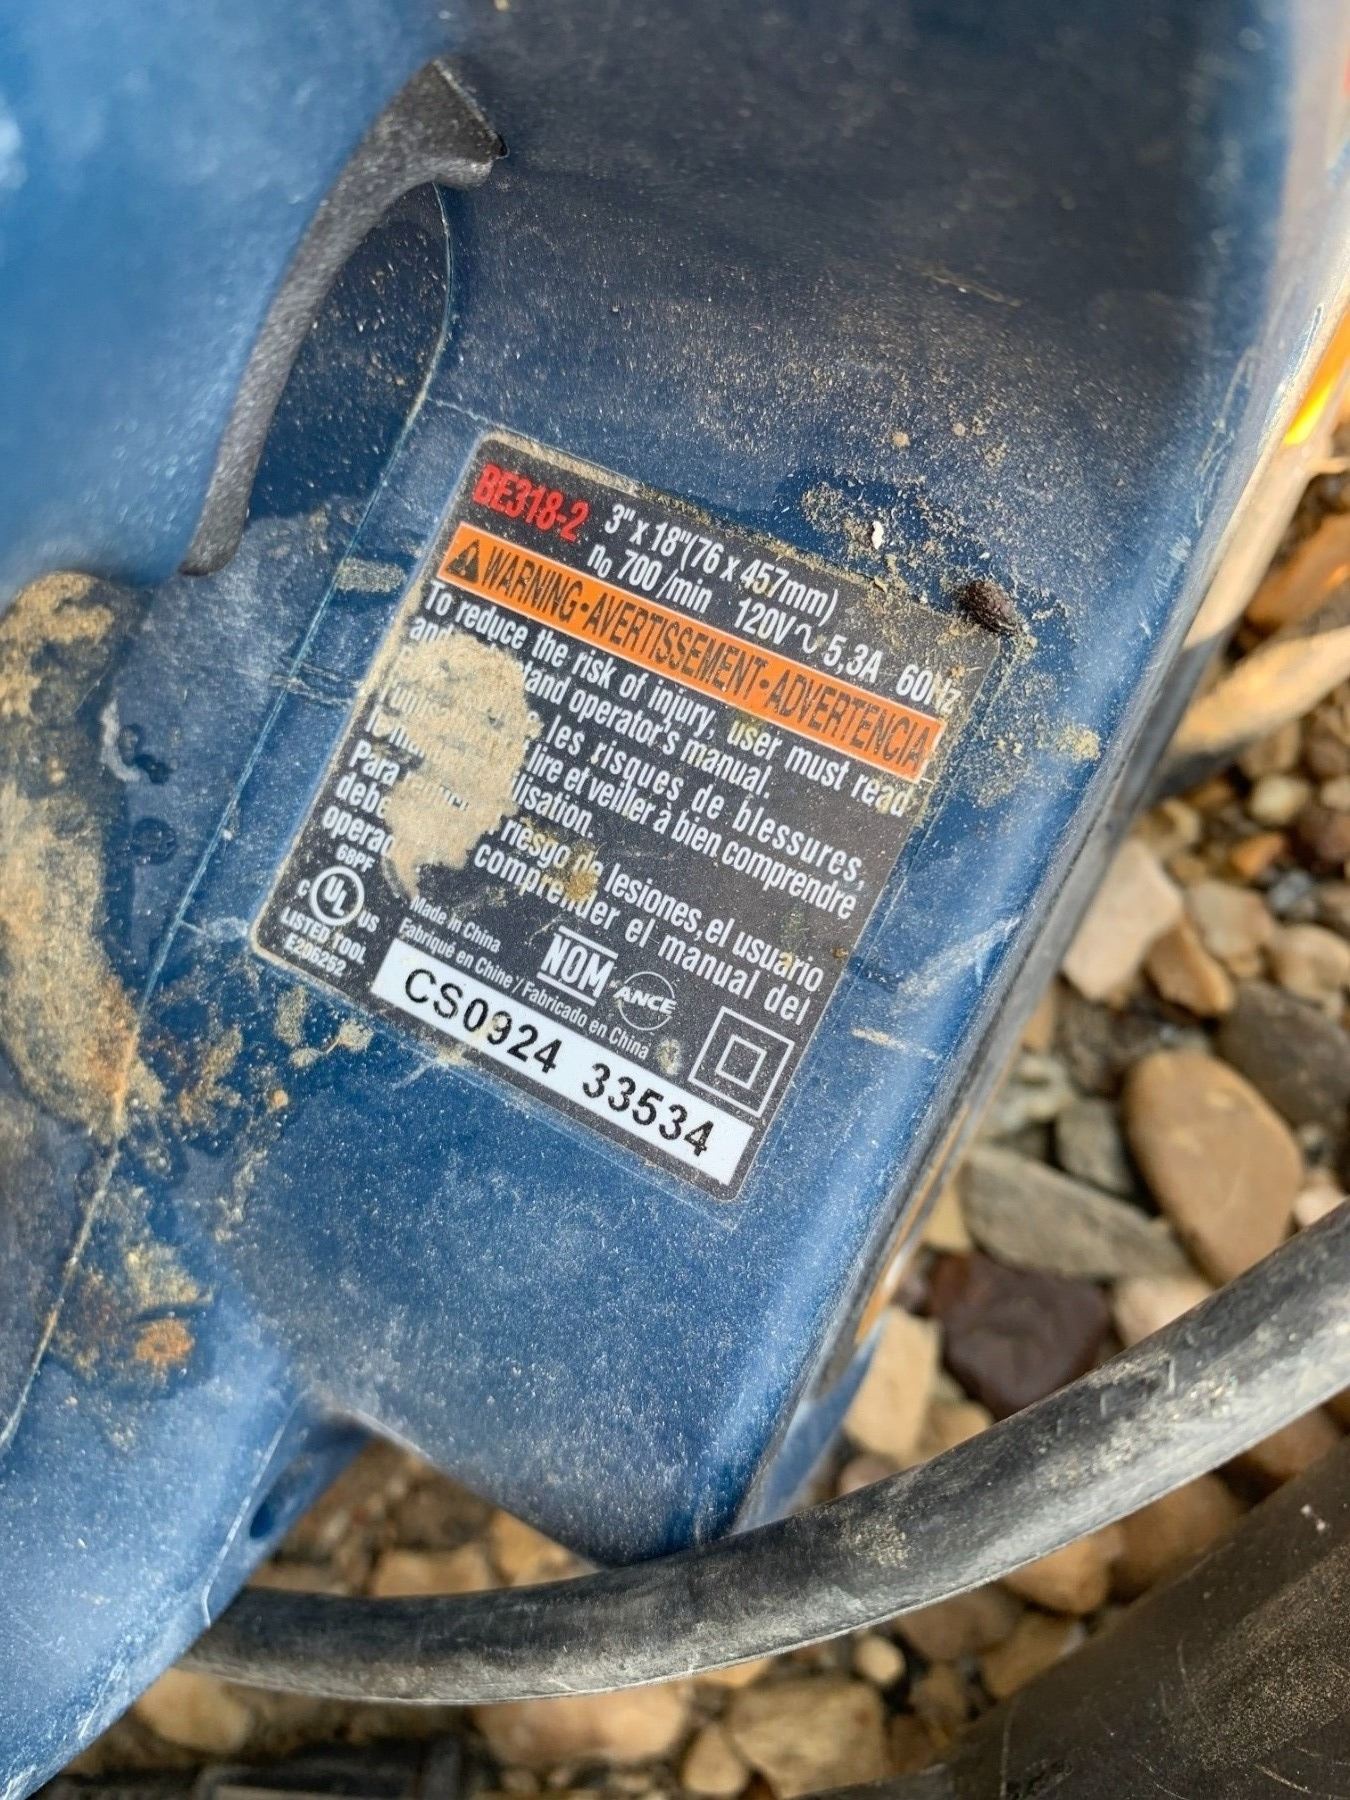 BE318-2 3" x 18"(76 x 457mm)
n₀ 700/min 120V∿5,3A 60Hz
WARNING•AVERTISSEMENT•ADVERTENCIA
To reduce the risk of injury, user must read
and operator's manual.
les risques de blessures,
lire et veiller à bien comprendre
Para riesgo de lesiones, el usuario
comprender el manual del
68PF
C UL US
LISTED TOOL
E206252
Made in China
Fabriqué en Chine / Fabricado en China
NOM ANCE
CS0924 33534